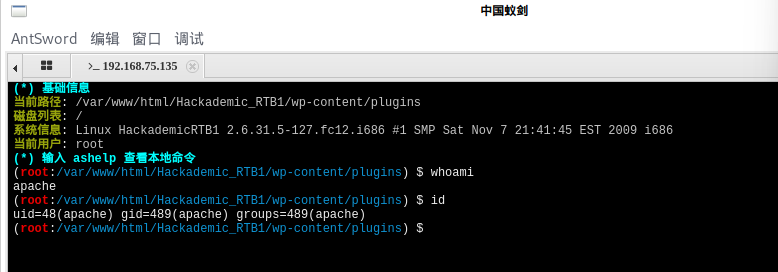 中国蚁剑
AntSword 编辑 窗口 调试
>_ 192.168.75.135
(*) 基础信息
当前路径: /var/www/html/Hackademic_RTB1/wp-content/plugins
磁盘列表: /
系统信息: Linux HackademicRTB1 2.6.31.5-127.fc12.i686 #1 SMP Sat Nov 7 21:41:45 EST 2009 i686
当前用户: root
(*) 输入 ashelp 查看本地命令
(root:/var/www/html/Hackademic_RTB1/wp-content/plugins) $ whoami
apache
(root:/var/www/html/Hackademic_RTB1/wp-content/plugins) $ id
uid=48(apache) gid=489(apache) groups=489(apache)
(root:/var/www/html/Hackademic_RTB1/wp-content/plugins) $